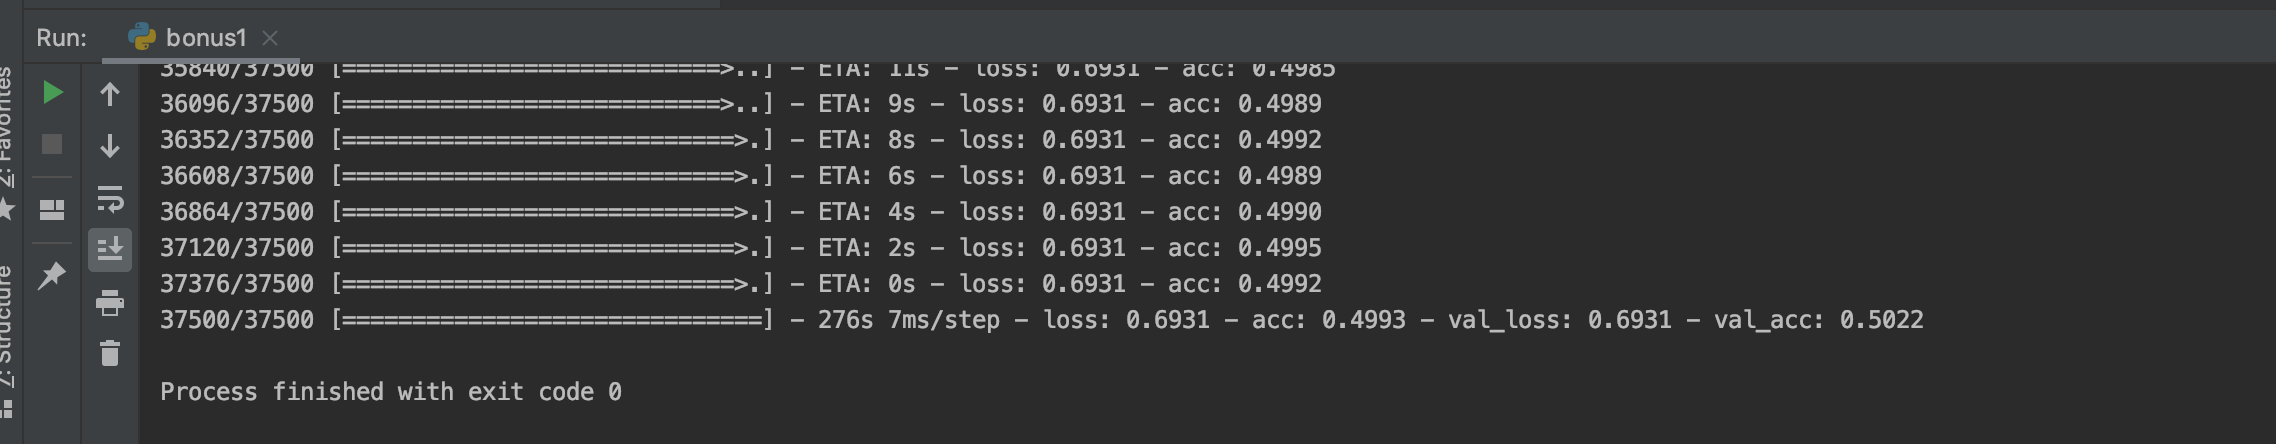 Run: bonus1
35840/37500 [===========================>..] - ETA: 11s - loss: 0.6931 - acc: 0.4985
36096/37500 [===========================>..] - ETA: 9s - loss: 0.6931 - acc: 0.4989
36352/37500 [============================>.] - ETA: 8s - loss: 0.6931 - acc: 0.4992
36608/37500 [============================>.] - ETA: 6s - loss: 0.6931 - acc: 0.4989
36864/37500 [============================>.] - ETA: 4s - loss: 0.6931 - acc: 0.4990
37120/37500 [============================>.] - ETA: 2s - loss: 0.6931 - acc: 0.4995
37376/37500 [============================>.] - ETA: 0s - loss: 0.6931 - acc: 0.4992
37500/37500 [==============================] - 276s 7ms/step - loss: 0.6931 - acc: 0.4993 - val_loss: 0.6931 - val_acc: 0.5022
Process finished with exit code 0
2: Favorites
7: Structure